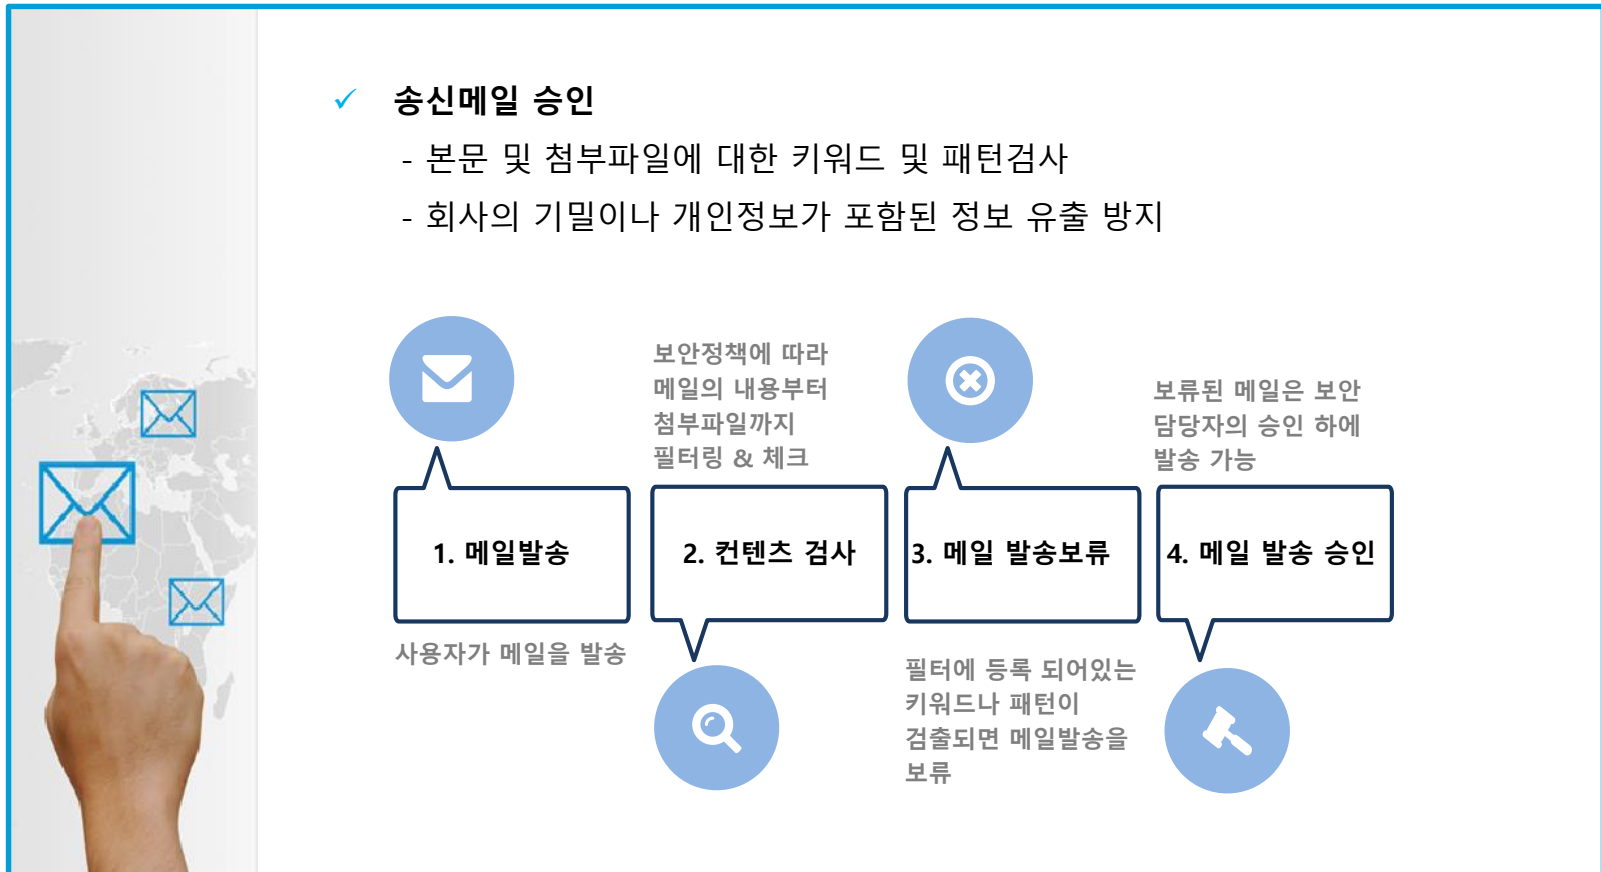 송신메일 승인
- 본문 및 첨부파일에 대한 키워드 및 패턴검사
- 회사의 기밀이나 개인정보가 포함된 정보 유출 방지
1. 메일발송
사용자가 메일을 발송
보안정책에 따라
메일의 내용부터
첨부파일까지
필터링 & 체크
2. 컨텐츠 검사
3. 메일 발송보류
필터에 등록 되어있는
키워드나 패턴이
검출되면 메일발송을
보류
보류된 메일은 보안
담당자의 승인 하에
발송 가능
4. 메일 발송 승인